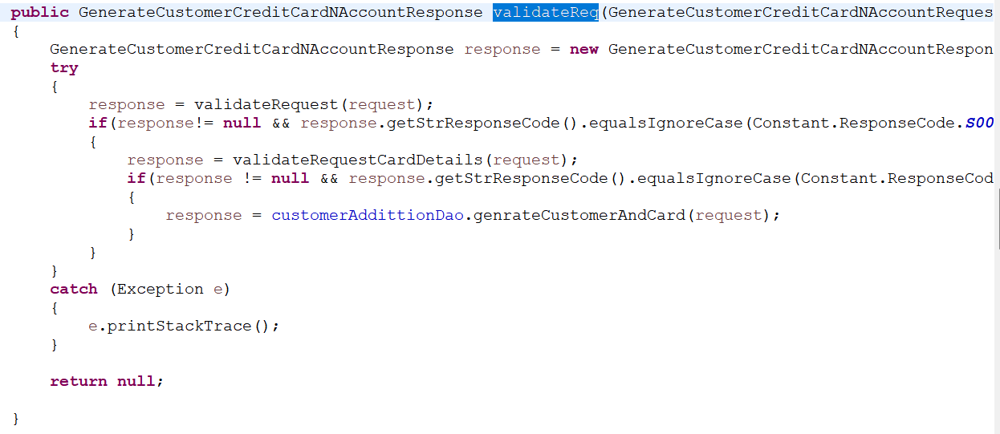 public GenerateCustomerCreditCardNAccountResponse validateReq(GenerateCustomerCreditCardNAccountReques
{
GenerateCustomerCreditCardNAccountResponse response = new GenerateCustomerCreditCardNAccountRespon
try
{
response = validateRequest(request);
if(response!= null && response.getStrResponseCode().equalsIgnoreCase(Constant.ResponseCode.S00
{
response = validateRequestCardDetails(request);
if(response != null && response.getStrResponseCode().equalsIgnoreCase(Constant.ResponseCod
{
response = customerAddittionDao.genrateCustomerAndCard(request);
}
}
}
catch (Exception e)
{
e.printStackTrace();
}
return null;
}